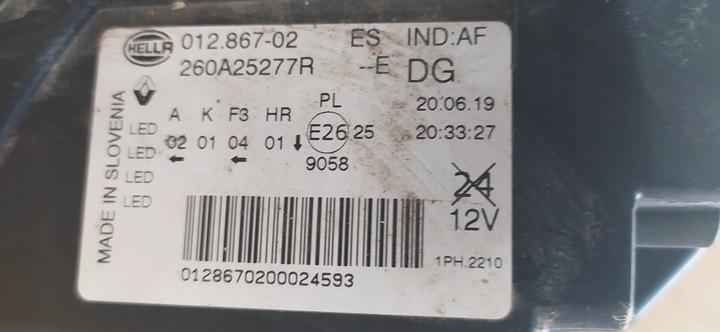 HELLA 012.867-02 ES IND:AF
260A25277R --E DG
PL 20.06.19
A K F3 HR E26 25 20:33:27
02 01 04 01
9058
LED
LED
LED
LED
MADE IN SLOVENIA
24
12V
1PH.2210
0128670200024593